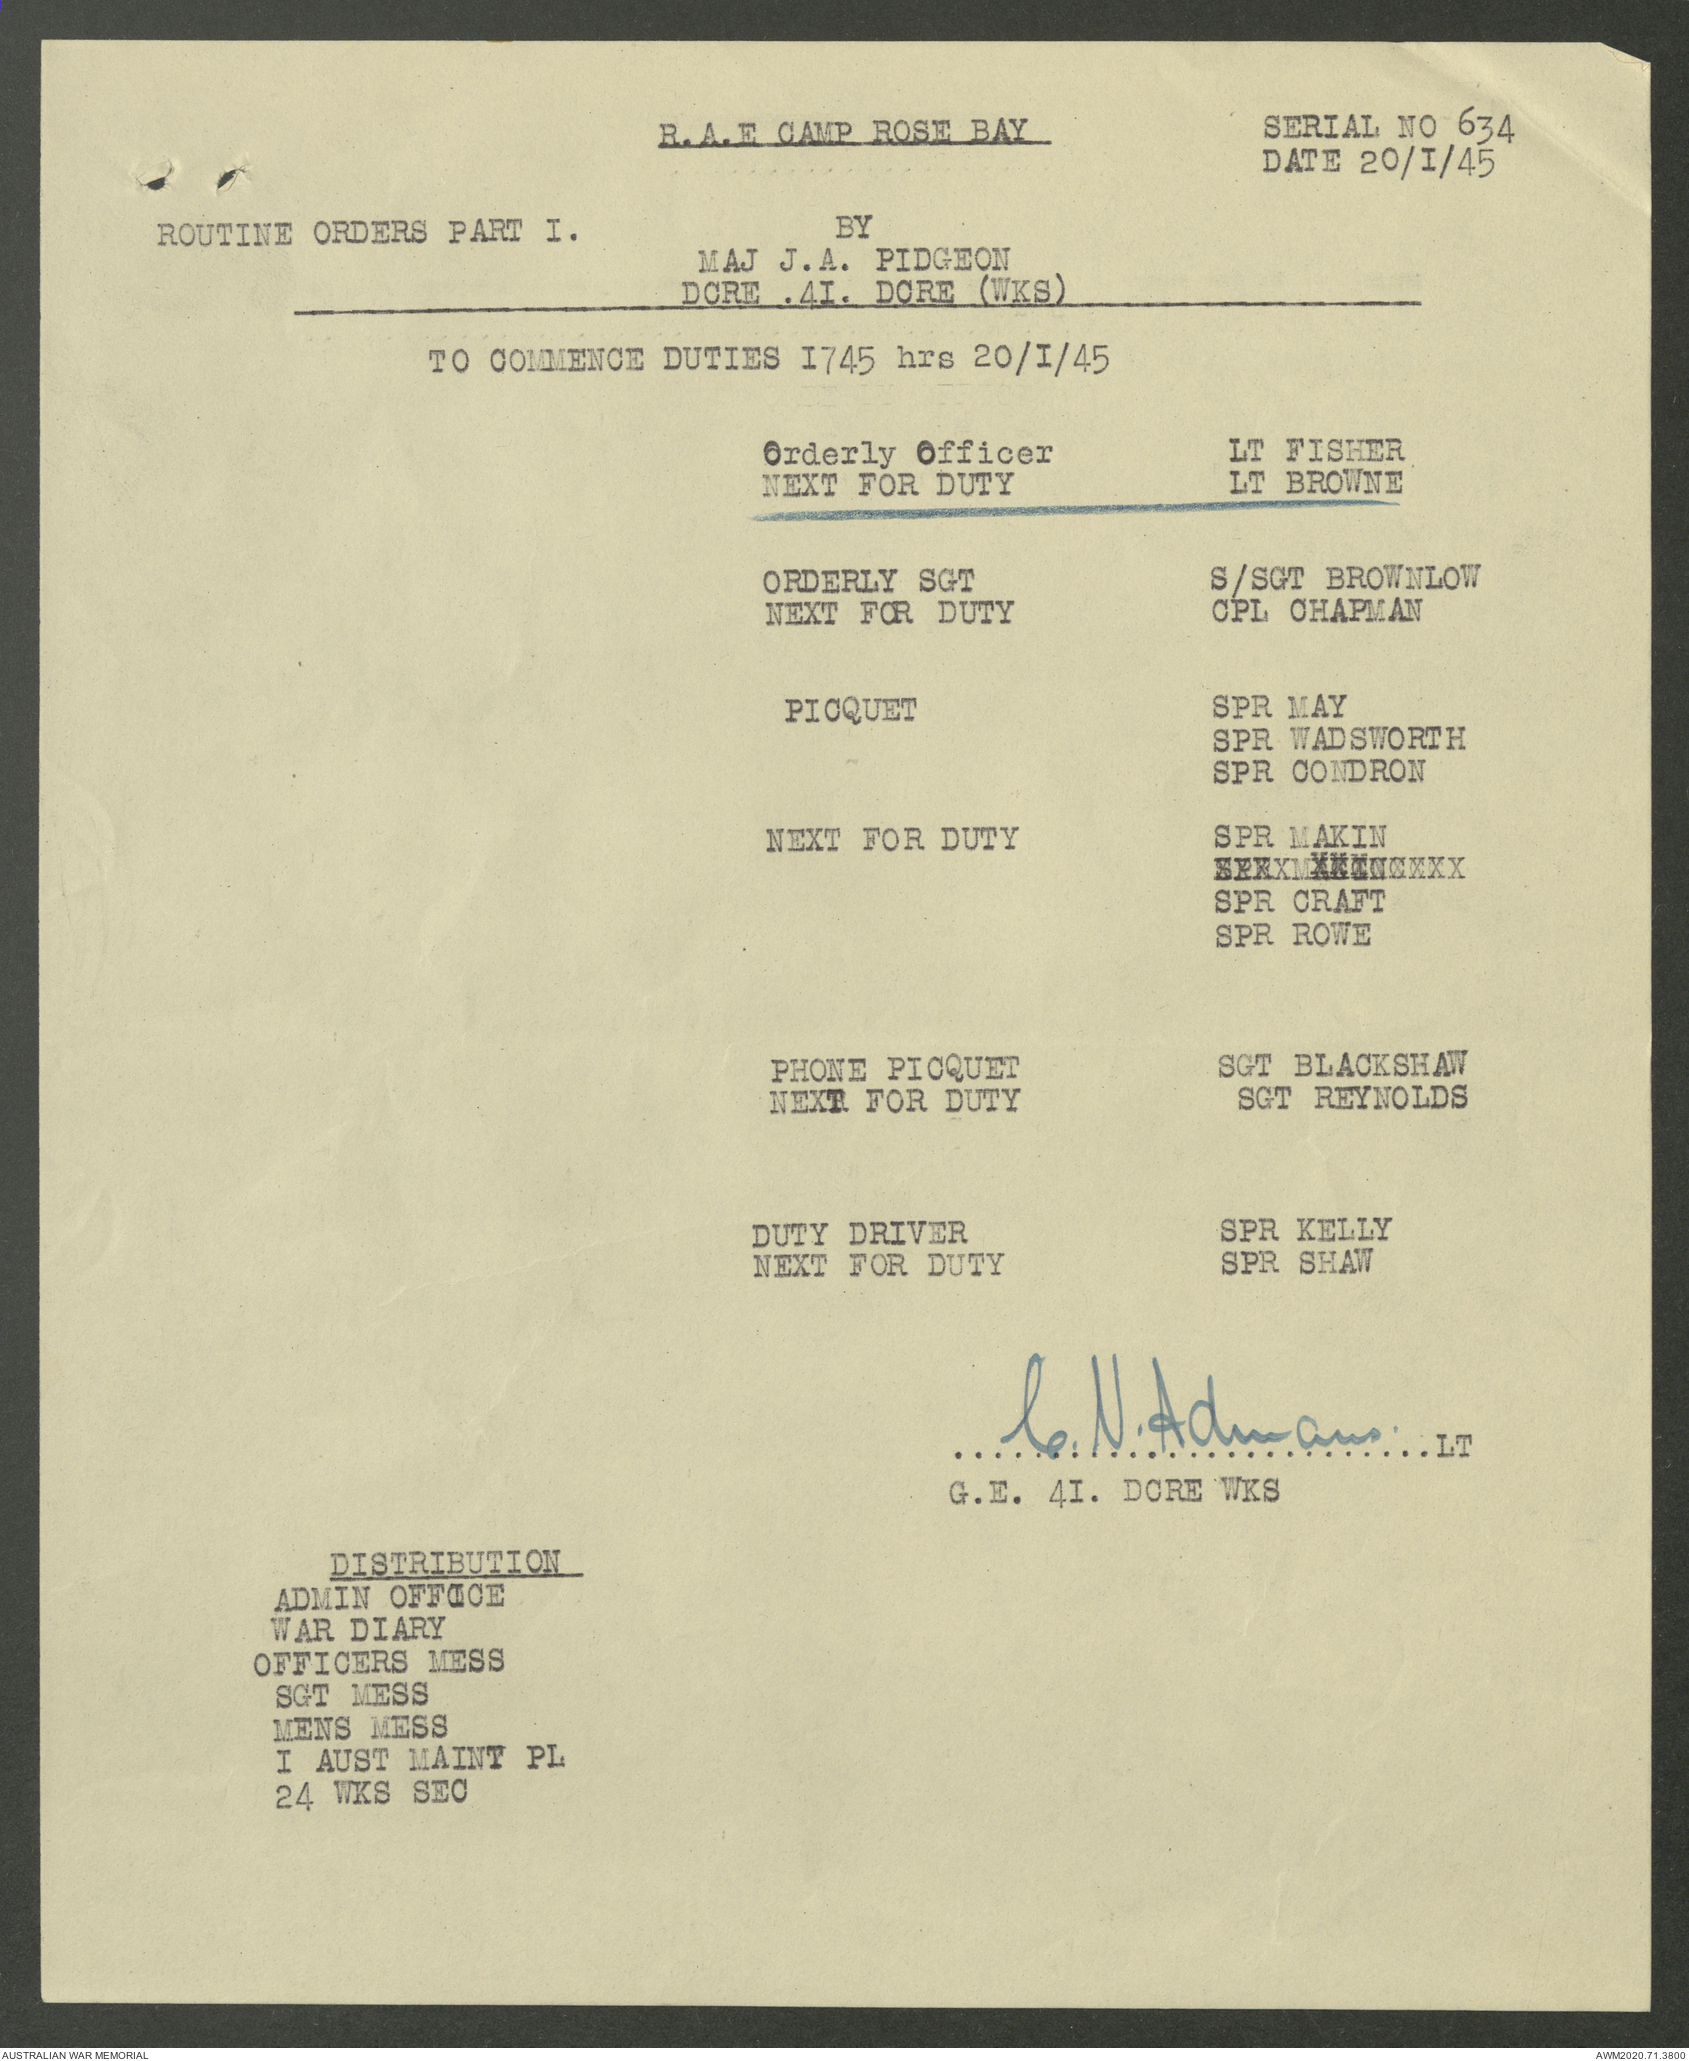 R.A.E CAMP ROSE BAY
SERIAL NO 634
DATE 20/I/45
ROUTINE ORDERS PART I.
BY
MAJ J.A. PIDGEON
DCRE .4I. DCRE (WKS)
TO COMMENCE DUTIES I745 hrs 20/I/45
Orderly Officer LT FISHER
NEXT FOR DUTY LT BROWNE
ORDERLY SGT S/SGT BROWNLOW
NEXT FOR DUTY CPL CHAPMAN
PICQUET SPR MAY
SPR WADSWORTH
SPR CONDRON
NEXT FOR DUTY SPR MAKIN
SPR CRAFT
SPR ROWE
PHONE PICQUET SGT BLACKSHAW
NEXT FOR DUTY SGT REYNOLDS
DUTY DRIVER SPR KELLY
NEXT FOR DUTY SPR SHAW
C. N. Admans.
..........................LT
G.E. 4I. DCRE WKS
DISTRIBUTION
ADMIN OFFICE
WAR DIARY
OFFICERS MESS
SGT MESS
MENS MESS
I AUST MAINT PL
24 WKS SEC
AUSTRALIAN WAR MEMORIAL
AWM2020.71.3800